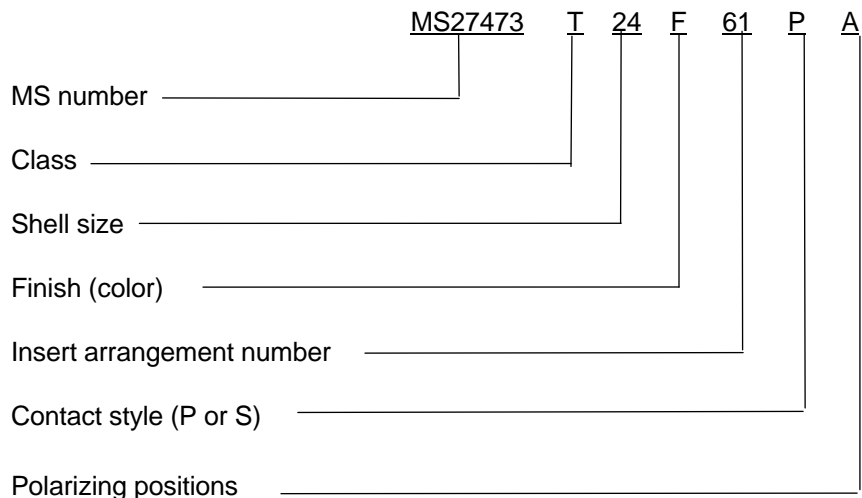 MS27473 T 24 F 61 P A
MS number
Class
Shell size
Finish (color)
Insert arrangement number
Contact style (P or S)
Polarizing positions